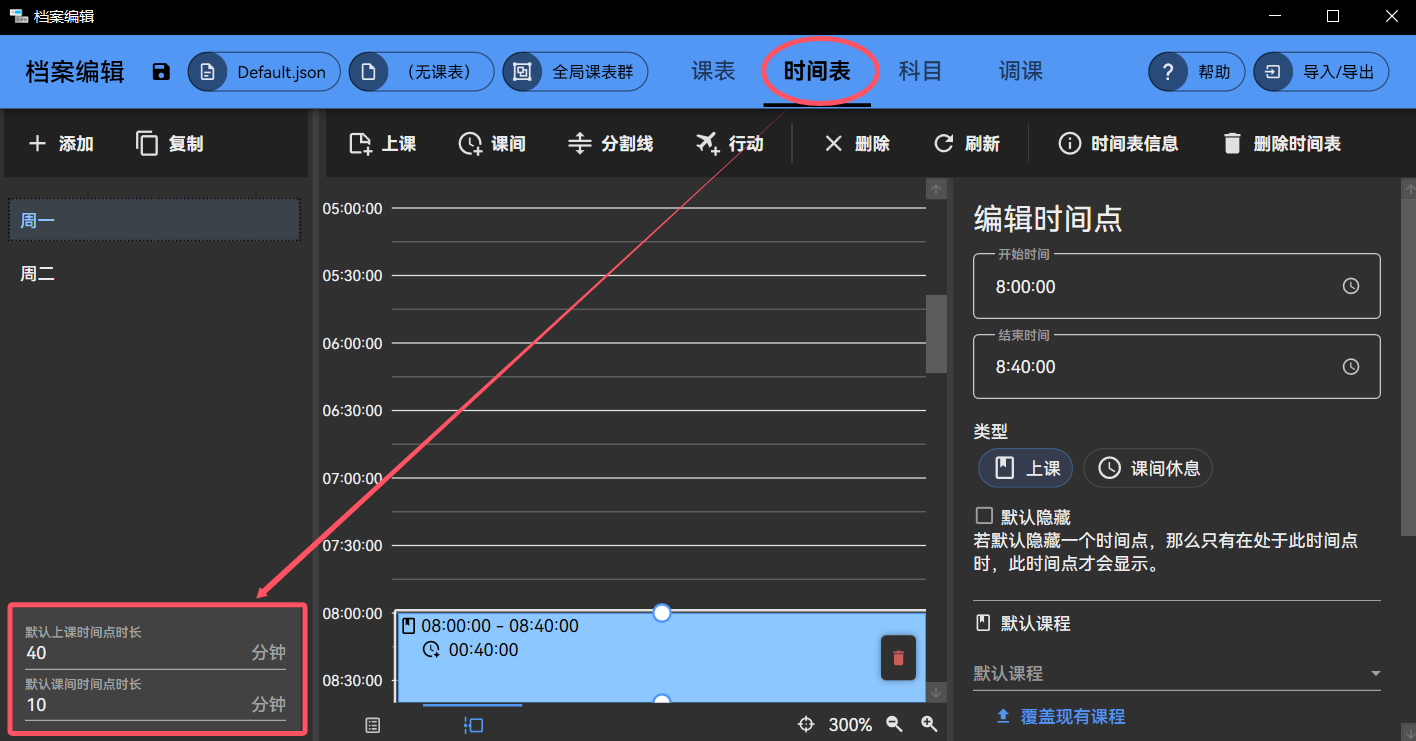 档案编辑
档案编辑 Default.json （无课表） 全局课表群 课表 时间表 科目 调课 ? 帮助 导入/导出
添加 复制 上课 课间 分割线 行动 删除 刷新 时间表信息 删除时间表
周一
周二
默认上课时间点时长
40 分钟
默认课间时间点时长
10 分钟
05:00:00
05:30:00
06:00:00
06:30:00
07:00:00
07:30:00
08:00:00
08:30:00
08:00:00 - 08:40:00
00:40:00
300%
编辑时间点
开始时间
8:00:00
结束时间
8:40:00
类型
上课 课间休息
默认隐藏
若默认隐藏一个时间点，那么只有在处于此时间点
时，此时间点才会显示。
默认课程
默认课程
覆盖现有课程